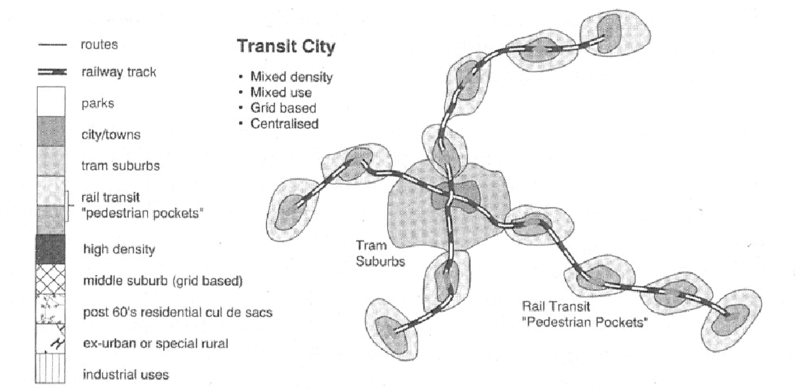 routes
railway track
parks
city/towns
tram suburbs
rail transit
"pedestrian pockets"
high density
middle suburb (grid based)
post 60's residential cul de sacs
ex-urban or special rural
industrial uses
Transit City
• Mixed density
• Mixed use
• Grid based
• Centralised
Tram
Suburbs
Rail Transit
"Pedestrian Pockets"